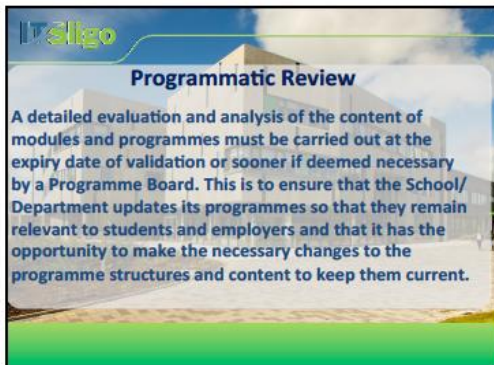 IT Sligo
Programmatic Review
A detailed evaluation and analysis of the content of
modules and programmes must be carried out at the
expiry date of validation or sooner if deemed necessary
by a Programme Board. This is to ensure that the School/
Department updates its programmes so that they remain
relevant to students and employers and that it has the
opportunity to make the necessary changes to the
programme structures and content to keep them current.